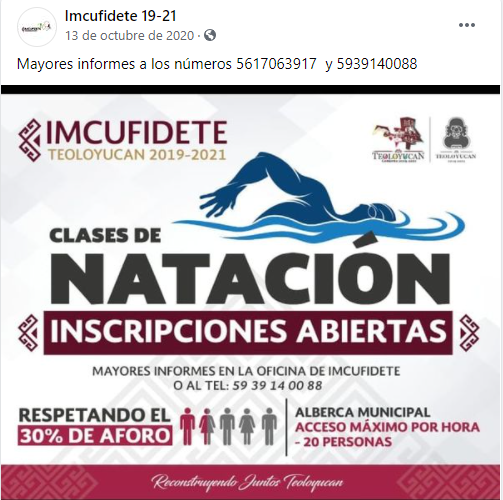 Imcufidete 19-21
13 de octubre de 2020
Mayores informes a los números 5617063917 y 5939140088
IMCUFIDETE
TEOLOYUCAN 2019-2021
TEOLOYUCAN
TEOLOYUCAN
CLASES DE
NATACIÓN
INSCRIPCIONES ABIERTAS
MAYORES INFORMES EN LA OFICINA DE IMCUFIDETE
O AL TEL: 59 39 14 00 88
RESPETANDO EL
30% DE AFORO
ALBERCA MUNICIPAL
ACCESO MÁXIMO POR HORA
- 20 PERSONAS
Reconstruyendo Juntos Teoloyucan